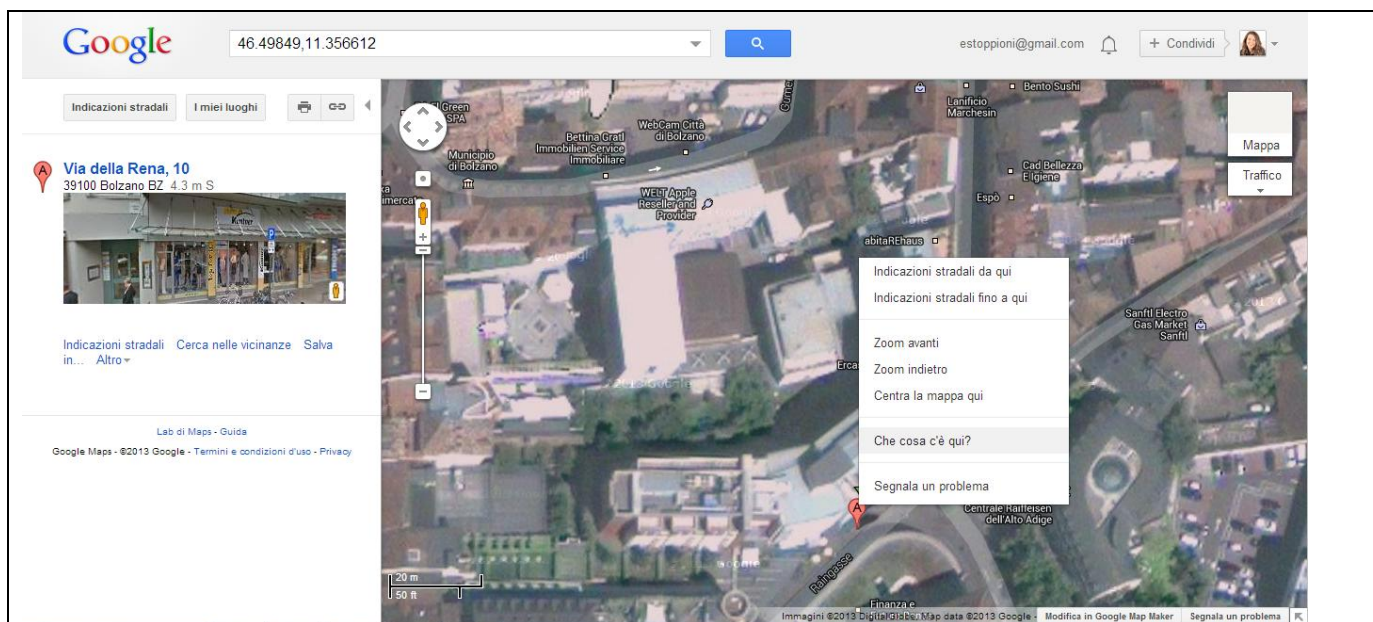 Google
46.49849,11.356612
estoppioni@gmail.com
+ Condividi
Indicazioni stradali
I miei luoghi
A
Via della Rena, 10
39100 Bolzano BZ 4.3 m S
Kentner
P
Indicazioni stradali Cerca nelle vicinanze Salva
in... Altro
Lab di Maps - Guida
Google Maps - ©2013 Google - Termini e condizioni d'uso - Privacy
Green
SPA
Municipio
di Bolzano
Bettina Gratl
Immobilien Service
Immobiliare
WebCam Città
di Bolzano
WELT Apple
Reseller and
Provider
Bento Sushi
Lanificio
Marchesin
Cad Bellezza
E Igiene
Espò
abitaREhaus
Mappa
Traffico
Indicazioni stradali da qui
Indicazioni stradali fino a qui
Zoom avanti
Zoom indietro
Centra la mappa qui
Che cosa c'è qui?
Segnala un problema
Sanftl Electro
Gas Market
Sanftl
A
Centrale Raiffeisen
dell'Alto Adige
Raingasse
Finanza e
20 m
50 ft
Immagini ©2013 DigitalGlobe, Map data ©2013 Google -
Modifica in Google Map Maker
Segnala un problema